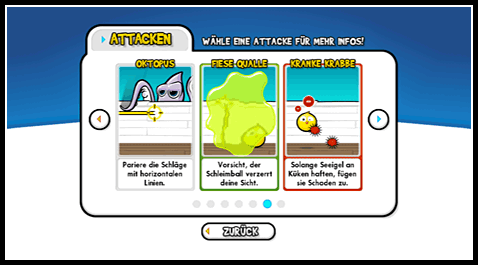 ATTACKEN
WÄHLE EINE ATTACKE FÜR MEHR INFOS!
OKTOPUS
Pariere die Schläge
mit horizontalen
Linien.
FIESE QUALLE
Vorsicht, der
Schleimball verzerrt
deine Sicht.
KRANKE KRABBE
Solange Seeigel an
Küken haften, fügen
sie Schaden zu.
ZURÜCK